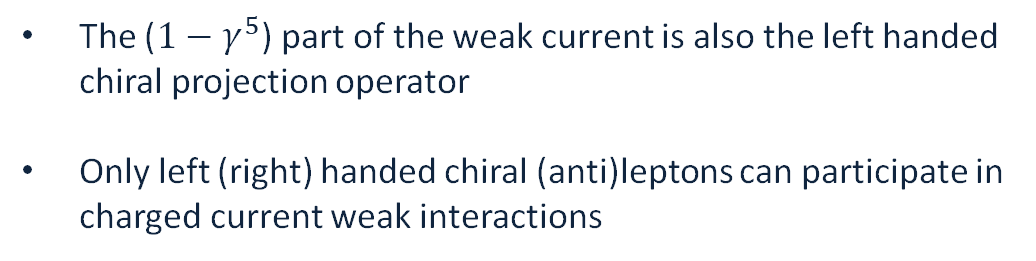 • The (1 − γ⁵) part of the weak current is also the left handed
chiral projection operator
• Only left (right) handed chiral (anti)leptons can participate in
charged current weak interactions